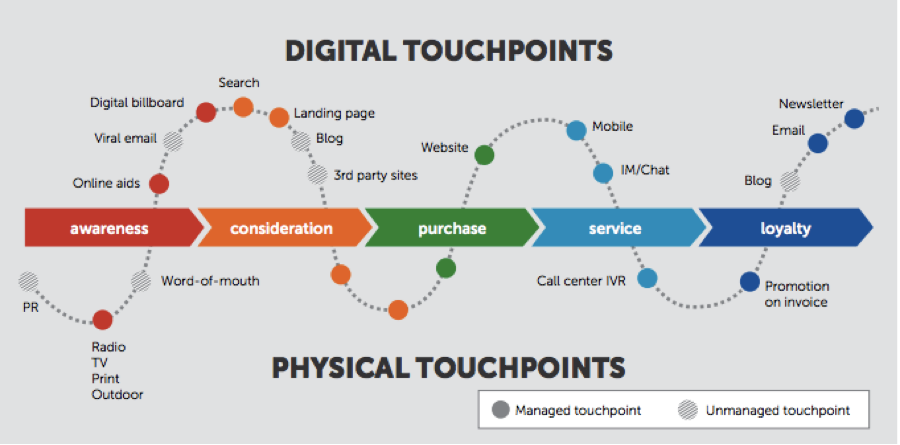 DIGITAL TOUCHPOINTS
Search
Digital billboard
Landing page
Viral email
Blog
Online aids
3rd party sites
Website
Mobile
IM/Chat
Newsletter
Email
Blog
awareness
consideration
purchase
service
loyalty
PR
Word-of-mouth
Radio
TV
Print
Outdoor
Call center IVR
Promotion
on invoice
PHYSICAL TOUCHPOINTS
Managed touchpoint
Unmanaged touchpoint